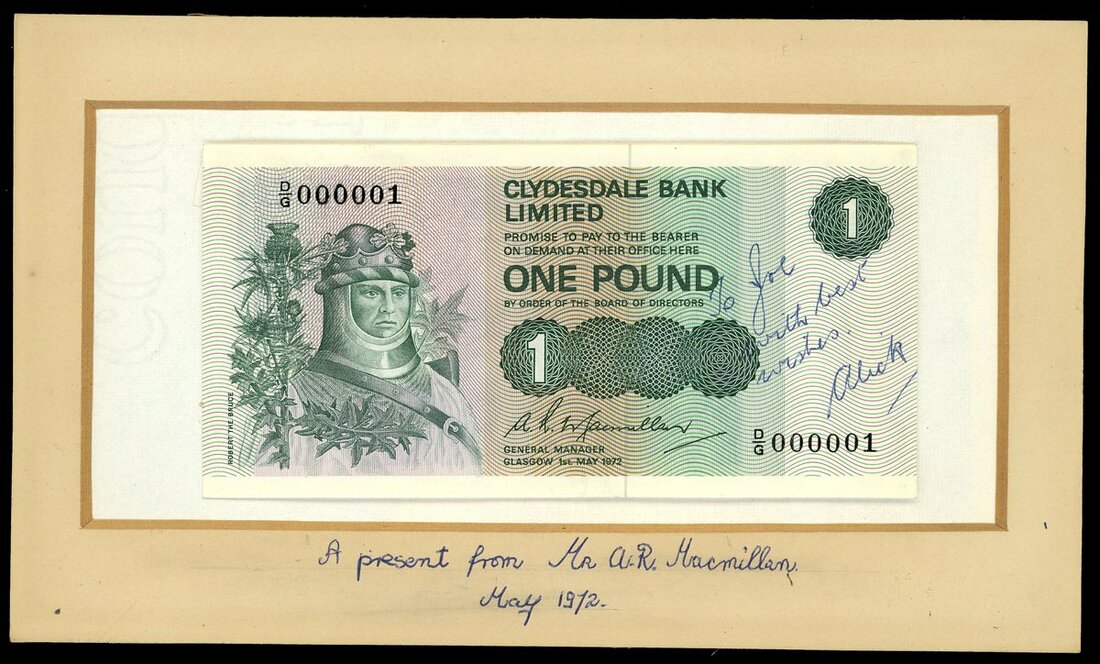 D/G 000001
CLYDESDALE BANK
LIMITED
PROMISE TO PAY TO THE BEARER
ON DEMAND AT THEIR OFFICE HERE
ONE POUND
BY ORDER OF THE BOARD OF DIRECTORS
1
1
To Joe
with best
wishes.
Alick
A R Macmillan
GENERAL MANAGER
GLASGOW 1st. MAY 1972
D/G 000001
ROBERT THE BRUCE
A present from Mr A.R. Macmillan.
May 1972.